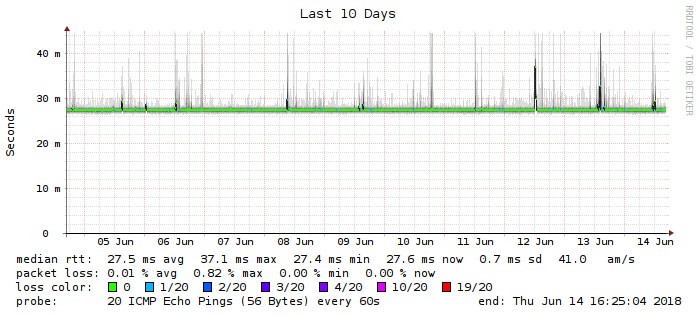 Last 10 Days
RRDTOOL / TOBI OETIKER
Seconds
40 m
30 m
20 m
10 m
0
05 Jun 06 Jun 07 Jun 08 Jun 09 Jun 10 Jun 11 Jun 12 Jun 13 Jun 14 Jun
median rtt: 27.5 ms avg 37.1 ms max 27.4 ms min 27.6 ms now 0.7 ms sd 41.0 am/s
packet loss: 0.01 % avg 0.82 % max 0.00 % min 0.00 % now
loss color: 0 1/20 2/20 3/20 4/20 10/20 19/20
probe: 20 ICMP Echo Pings (56 Bytes) every 60s end: Thu Jun 14 16:25:04 2018